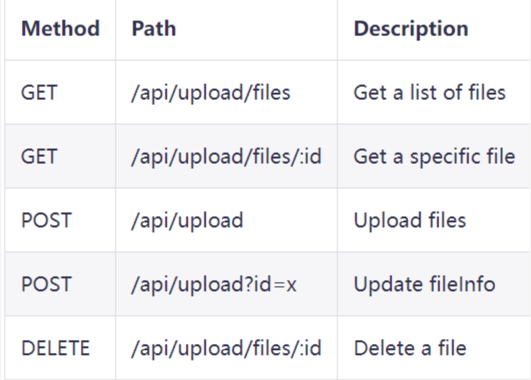 Method Path Description
GET /api/upload/files Get a list of files
GET /api/upload/files/:id Get a specific file
POST /api/upload Upload files
POST /api/upload?id=x Update fileInfo
DELETE /api/upload/files/:id Delete a file